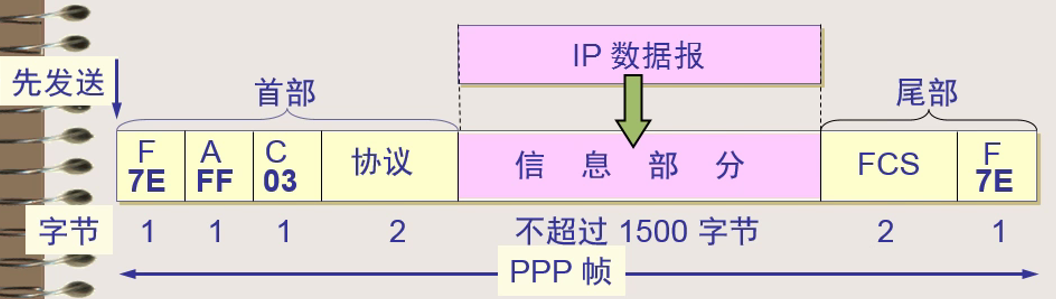 IP 数据报
先发送
首部
尾部
F A C 协议 信 息 部 分 FCS F
7E FF 03 7E
字节 1 1 1 2 不超过 1500 字节 2 1
PPP 帧